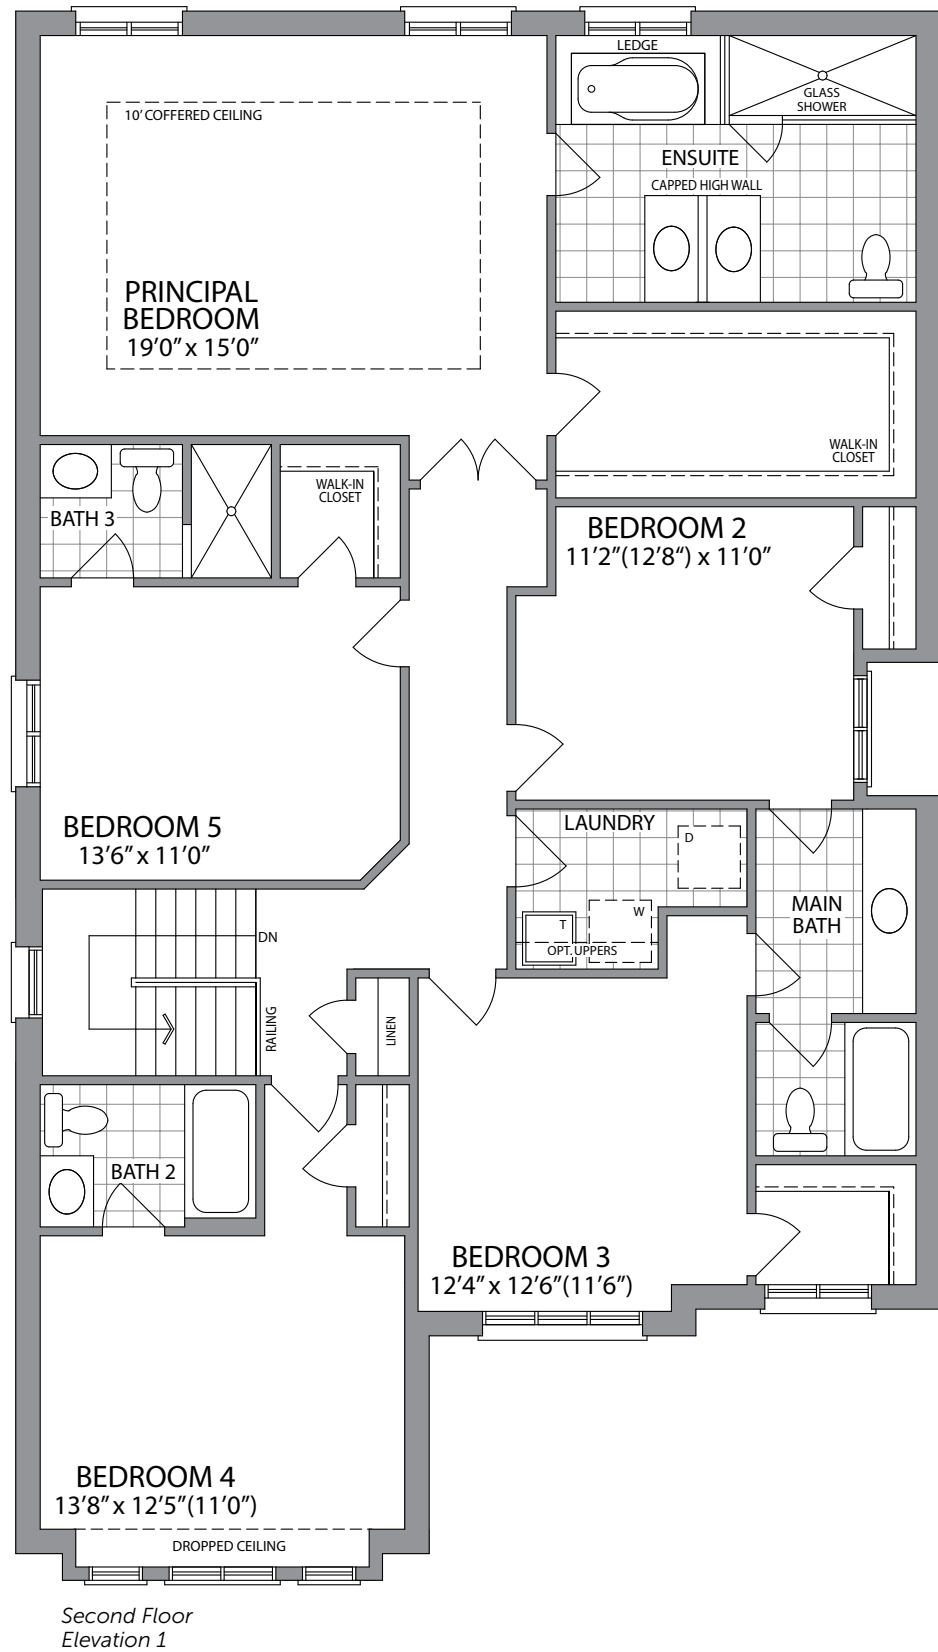 LEDGE
GLASS
SHOWER
10' COFFERED CEILING
ENSUITE
CAPPED HIGH WALL
PRINCIPAL
BEDROOM
19'0" x 15'0"
WALK-IN
CLOSET
WALK-IN
CLOSET
BATH 3
BEDROOM 2
11'2"(12'8") x 11'0"
BEDROOM 5
13'6" x 11'0"
LAUNDRY
D
W
T
OPT. UPPERS
MAIN
BATH
DN
RAILING
LINEN
BATH 2
BEDROOM 3
12'4" x 12'6"(11'6")
BEDROOM 4
13'8" x 12'5"(11'0")
DROPPED CEILING
Second Floor
Elevation 1